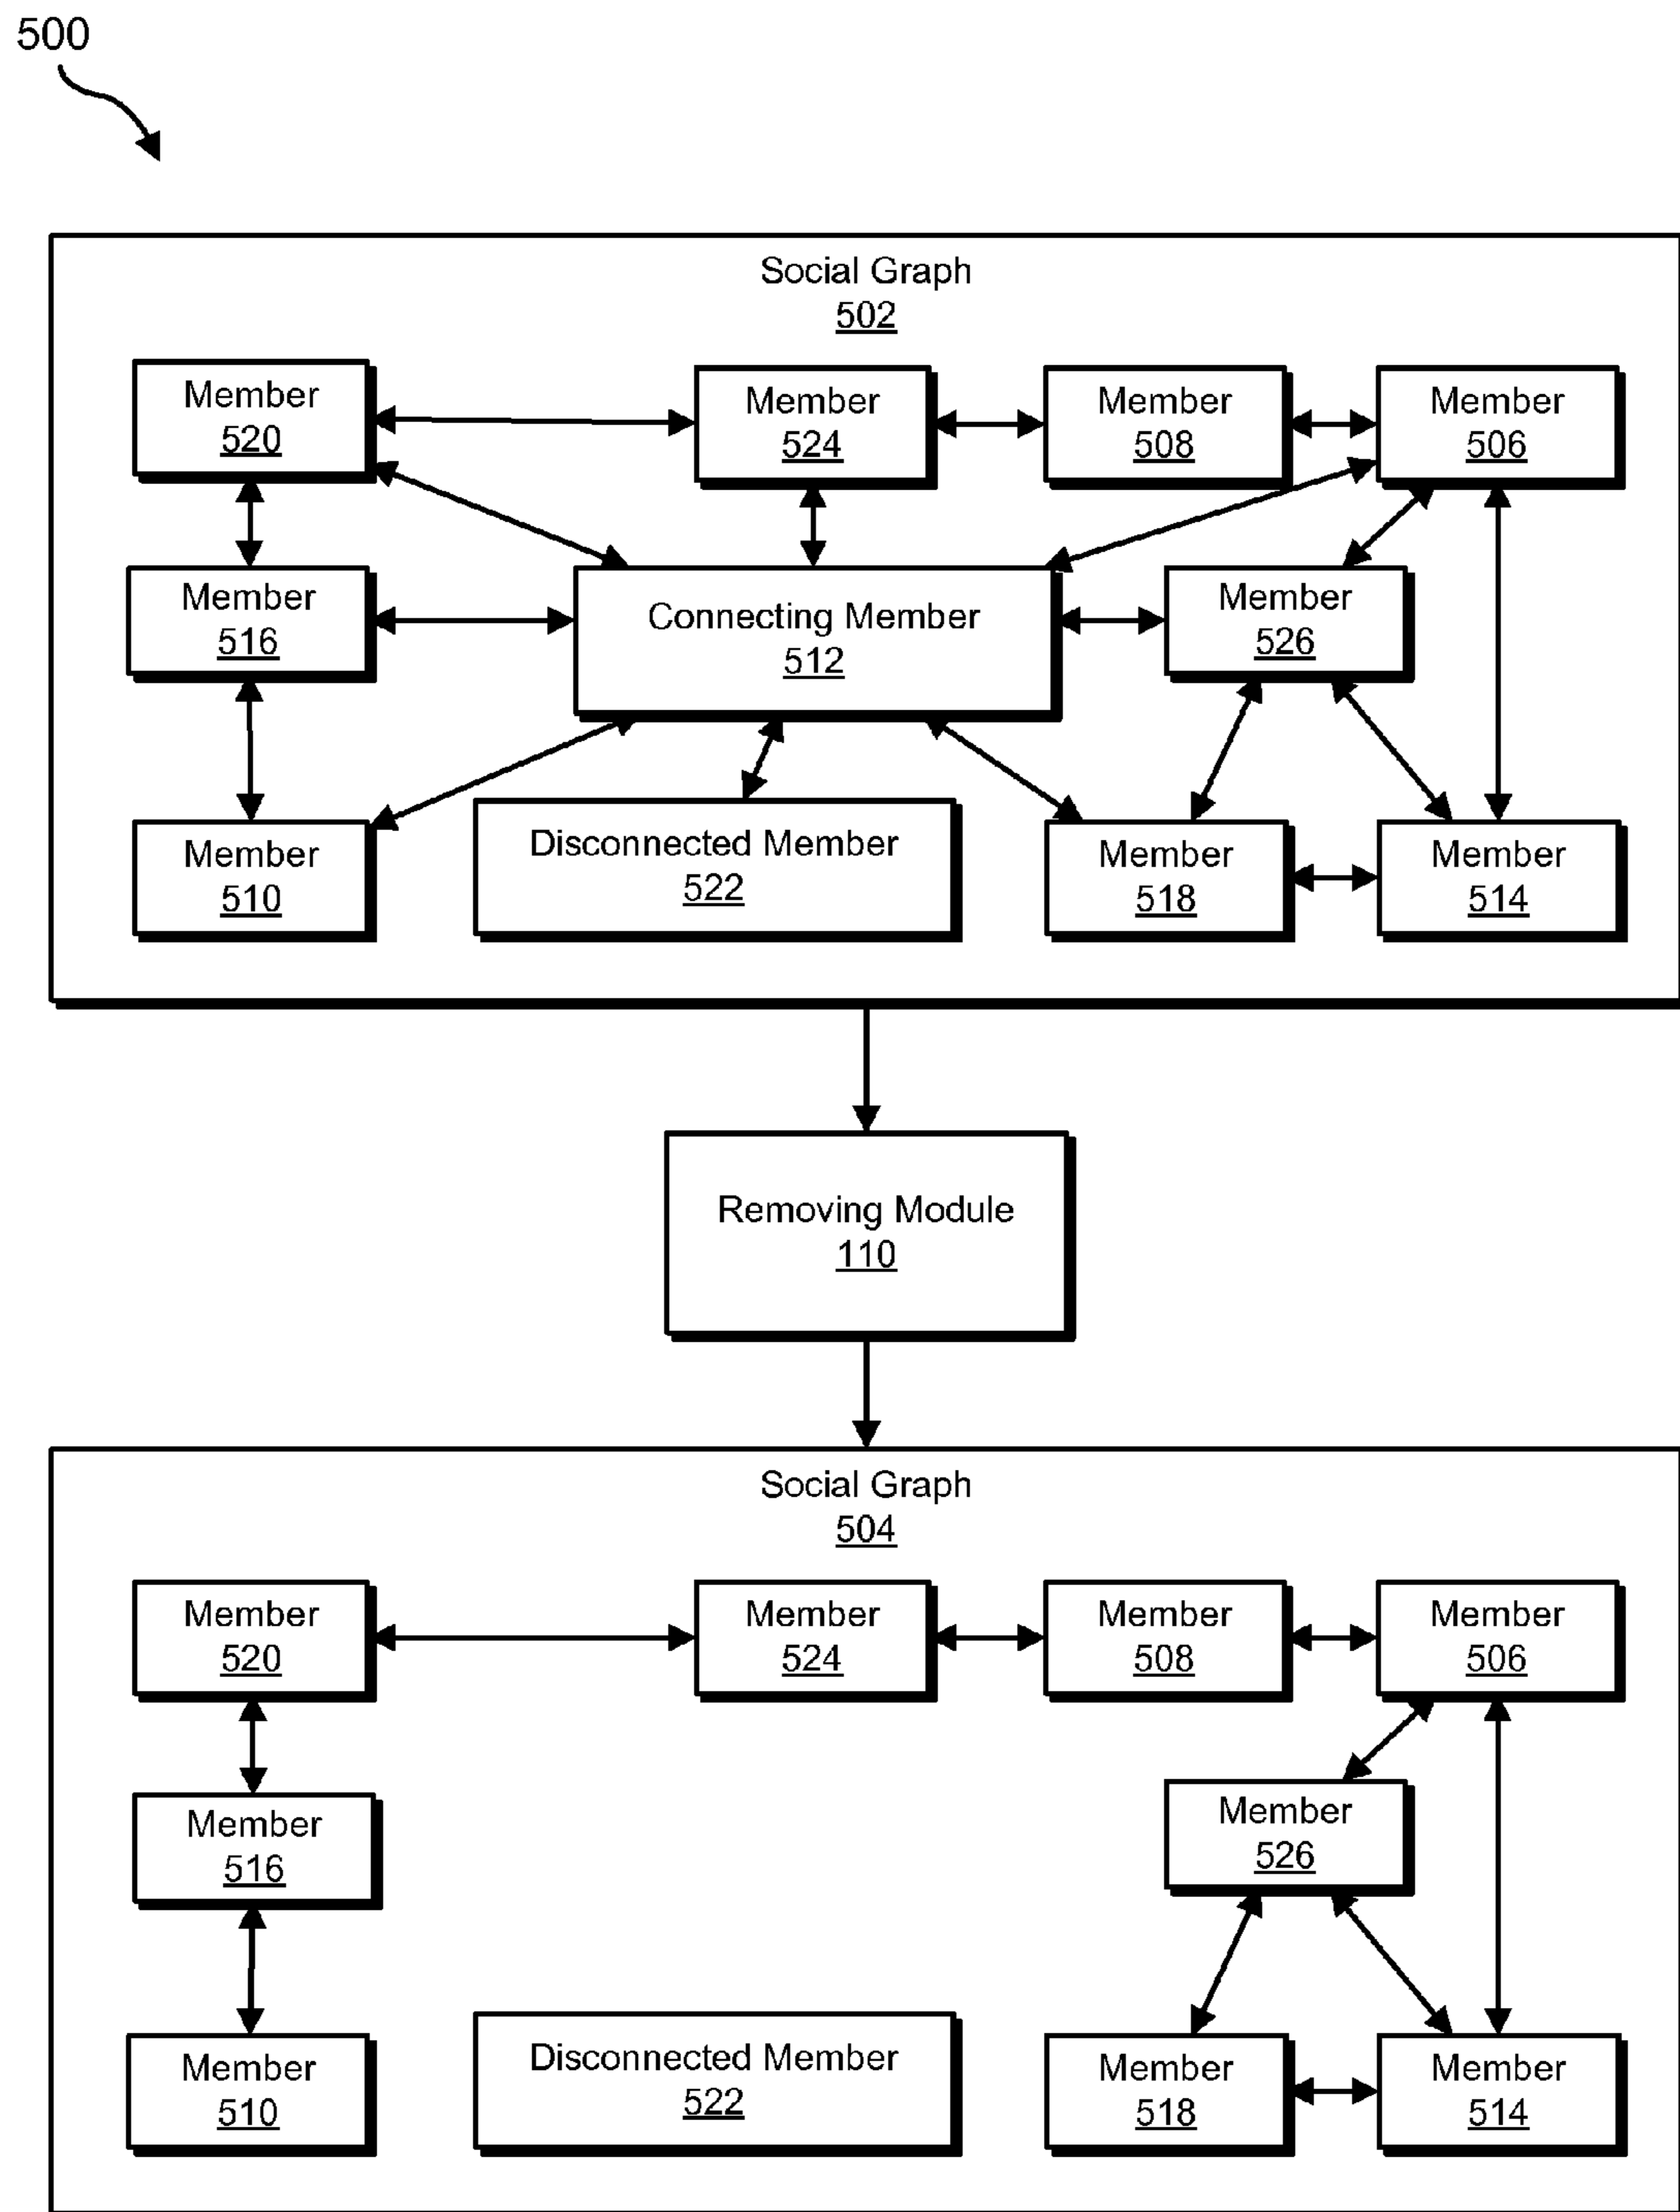 500
Social Graph
502
Member
520
Member
524
Member
508
Member
506
Member
516
Connecting Member
512
Member
526
Member
510
Disconnected Member
522
Member
518
Member
514
Removing Module
110
Social Graph
504
Member
520
Member
524
Member
508
Member
506
Member
516
Member
526
Member
510
Disconnected Member
522
Member
518
Member
514